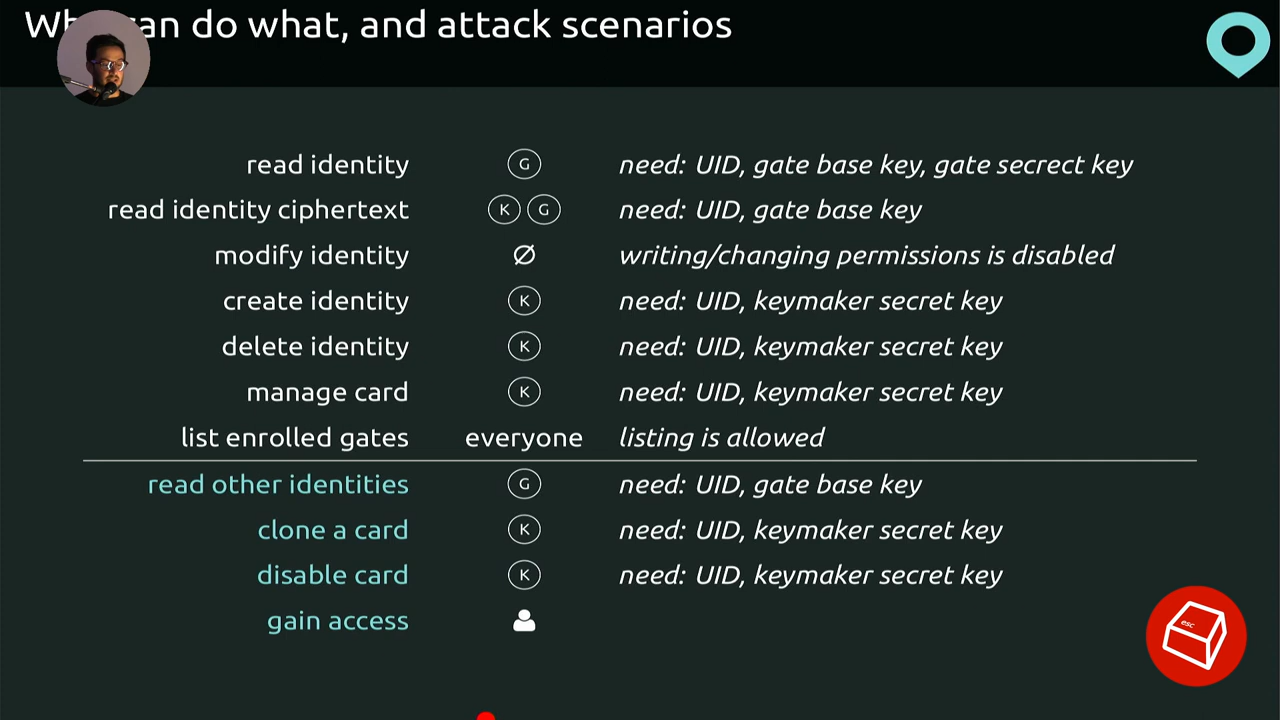 can do what, and attack scenarios
read identity G need: UID, gate base key, gate secrect key
read identity ciphertext K G need: UID, gate base key
modify identity ∅ writing/changing permissions is disabled
create identity K need: UID, keymaker secret key
delete identity K need: UID, keymaker secret key
manage card K need: UID, keymaker secret key
list enrolled gates everyone listing is allowed
read other identities G need: UID, gate base key
clone a card K need: UID, keymaker secret key
disable card K need: UID, keymaker secret key
gain access
esc